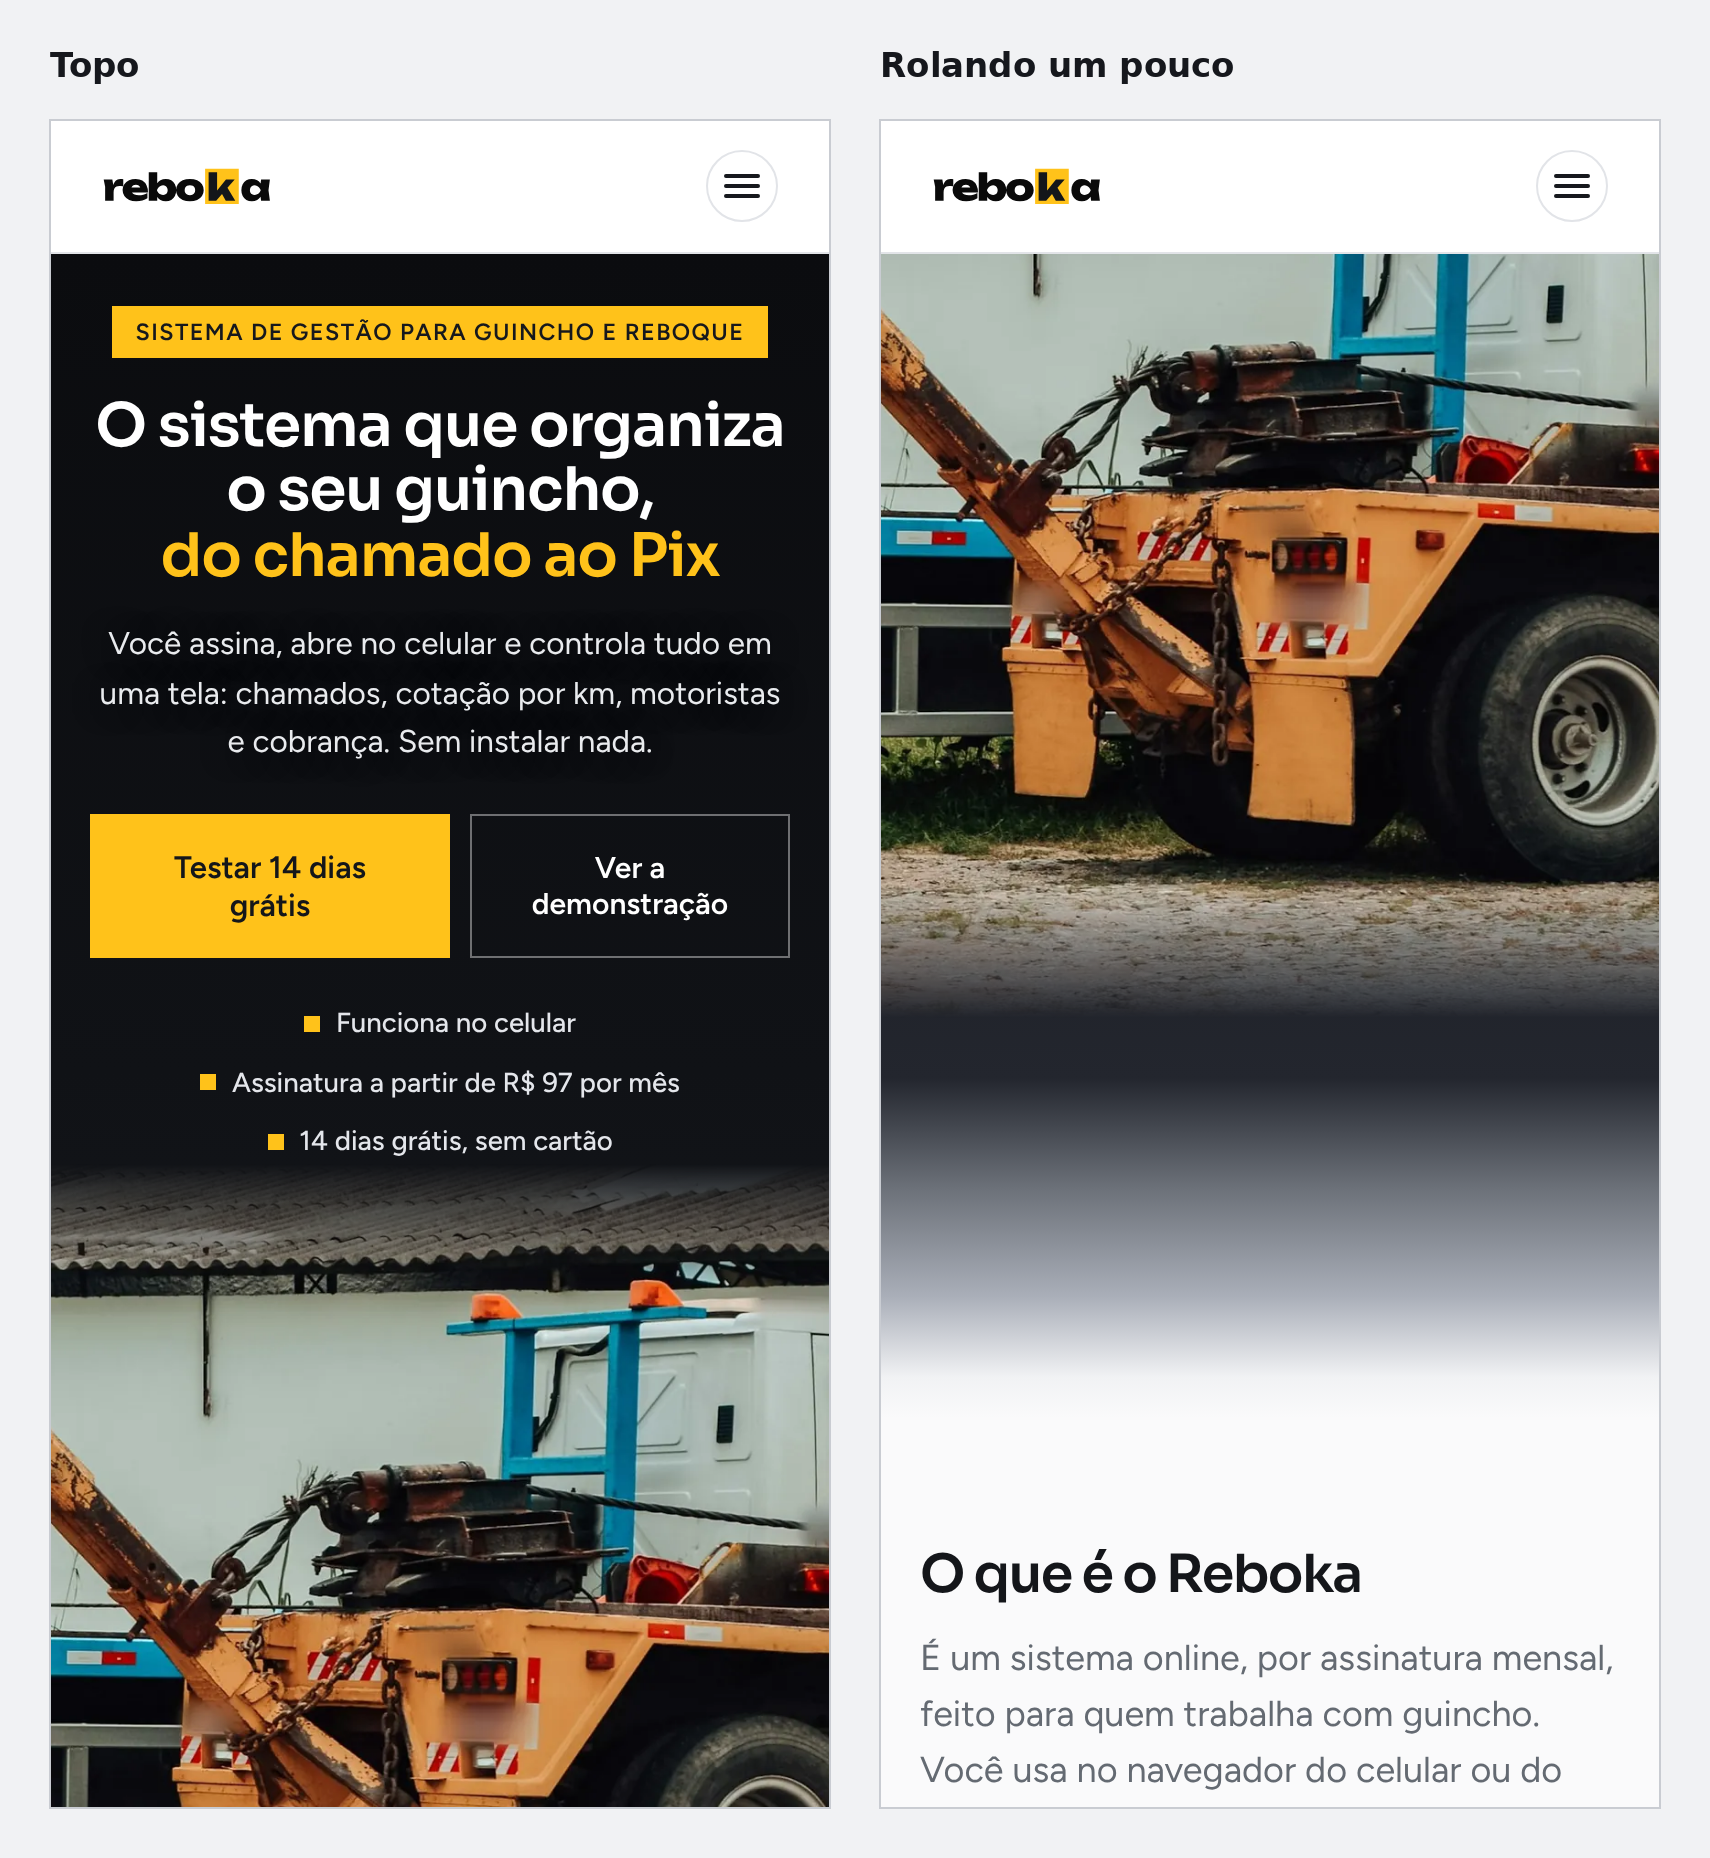 Topo
reboka
SISTEMA DE GESTÃO PARA GUINCHO E REBOQUE
O sistema que organiza
o seu guincho,
do chamado ao Pix
Você assina, abre no celular e controla tudo em
uma tela: chamados, cotação por km, motoristas
e cobrança. Sem instalar nada.
Testar 14 dias
grátis
Ver a
demonstração
Funciona no celular
Assinatura a partir de R$ 97 por mês
14 dias grátis, sem cartão
Rolando um pouco
reboka
O que é o Reboka
É um sistema online, por assinatura mensal,
feito para quem trabalha com guincho.
Você usa no navegador do celular ou do